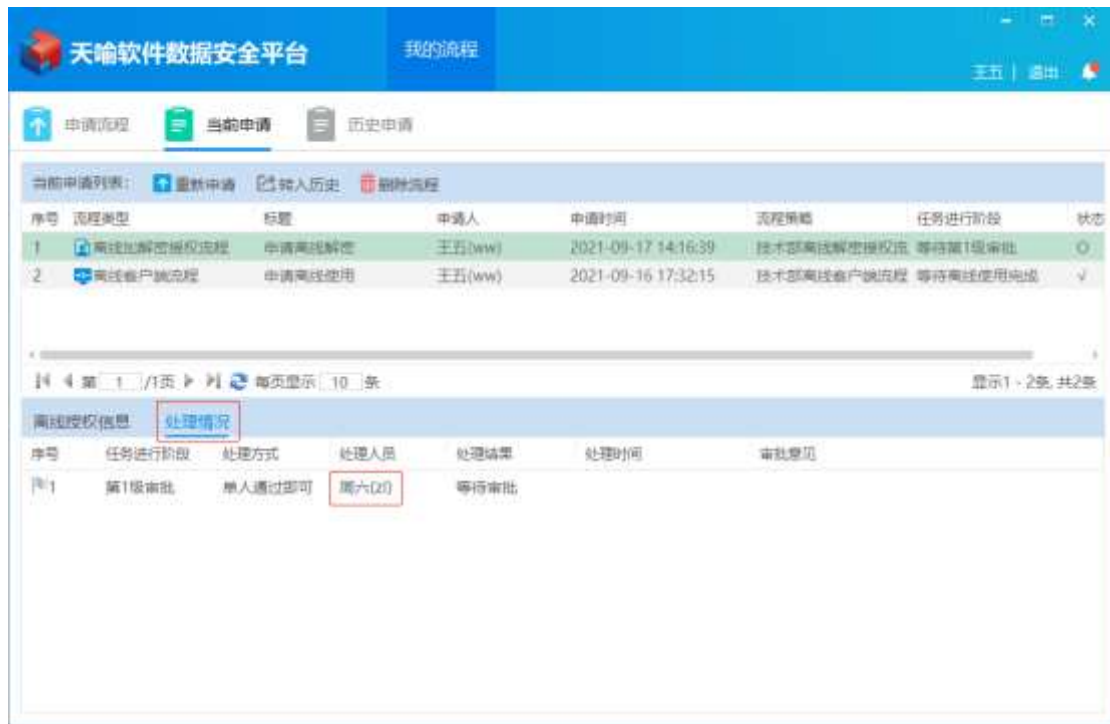 天喻软件数据安全平台
我的流程
王五 | 退出
申请流程 当前申请 历史申请
当前申请列表: 重新申请 转入历史 删除流程
序号 流程类型 标题 申请人 申请时间 流程策略 任务进行阶段 状态
1 离线加解密授权流程 申请离线解密 王五(ww) 2021-09-17 14:16:39 技术部离线解密授权流 等待第1级审批
2 离线客户端流程 申请离线使用 王五(ww) 2021-09-16 17:32:15 技术部离线客户端流程 等待离线使用完成 √
第 1 /1页 每页显示 10 条 显示1 - 2条, 共2条
离线授权信息 处理情况
序号 任务进行阶段 处理方式 处理人员 处理结果 处理时间 审批意见
1 第1级审批 单人通过即可 等待审批